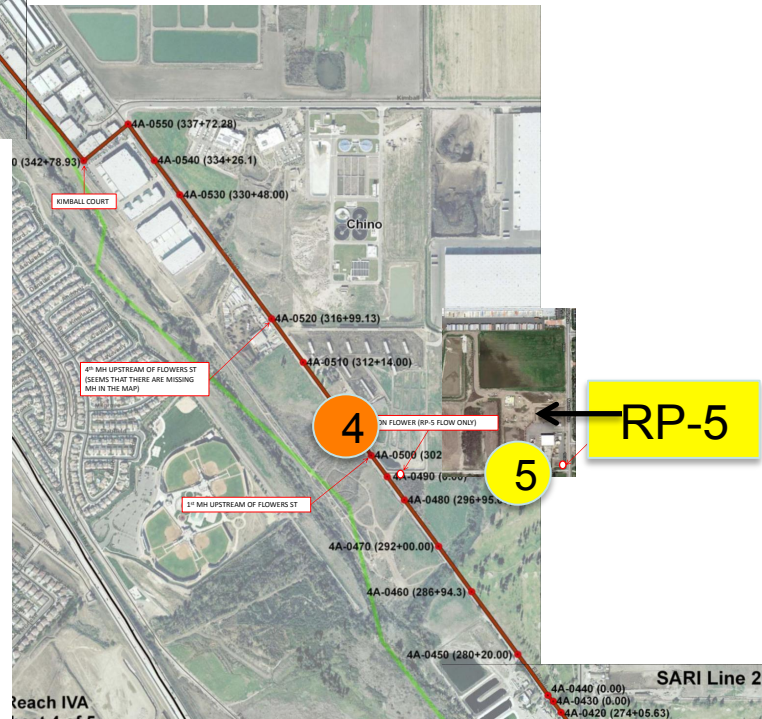 Kimball
4A-0550 (337+72.28)
0 (342+78.93)
4A-0540 (334+26.1)
4A-0530 (330+48.00)
KIMBALL COURT
Chino
4A-0520 (316+99.13)
4A-0510 (312+14.00)
4th MH UPSTREAM OF FLOWERS ST
(SEEMS THAT THERE ARE MISSING
MH IN THE MAP)
4
ON FLOWER (RP-5 FLOW ONLY)
RP-5
4A-0500 (302
5
4A-0490 (0.00)
4A-0480 (296+95.0
1st MH UPSTREAM OF FLOWERS ST
4A-0470 (292+00.00)
4A-0460 (286+94.3)
4A-0450 (280+20.00)
SARI Line 2
4A-0440 (0.00)
4A-0430 (0.00)
4A-0420 (274+05.63)
Reach IVA